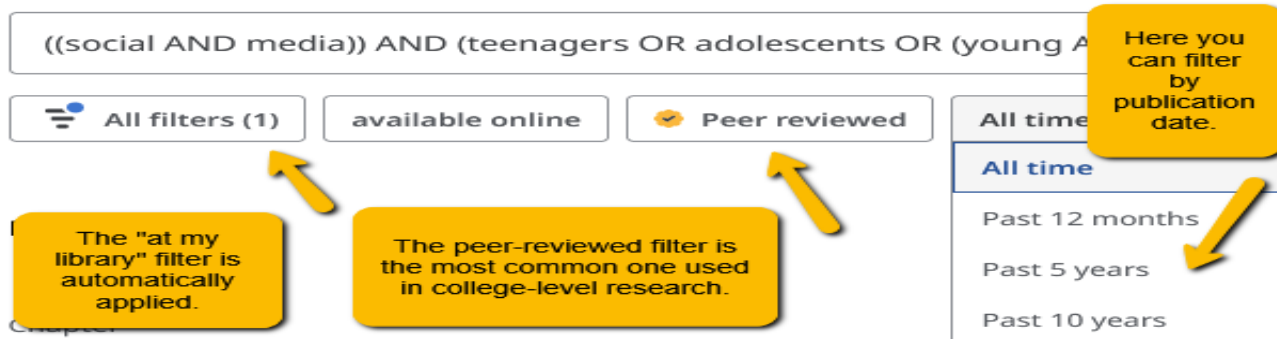 ((social AND media)) AND (teenagers OR adolescents OR (young
Here you
can filter
by
publication
date.
All filters (1)
available online
Peer reviewed
All time
All time
Past 12 months
Past 5 years
Past 10 years
The "at my
library" filter is
automatically
applied.
The peer-reviewed filter is
the most common one used
in college-level research.